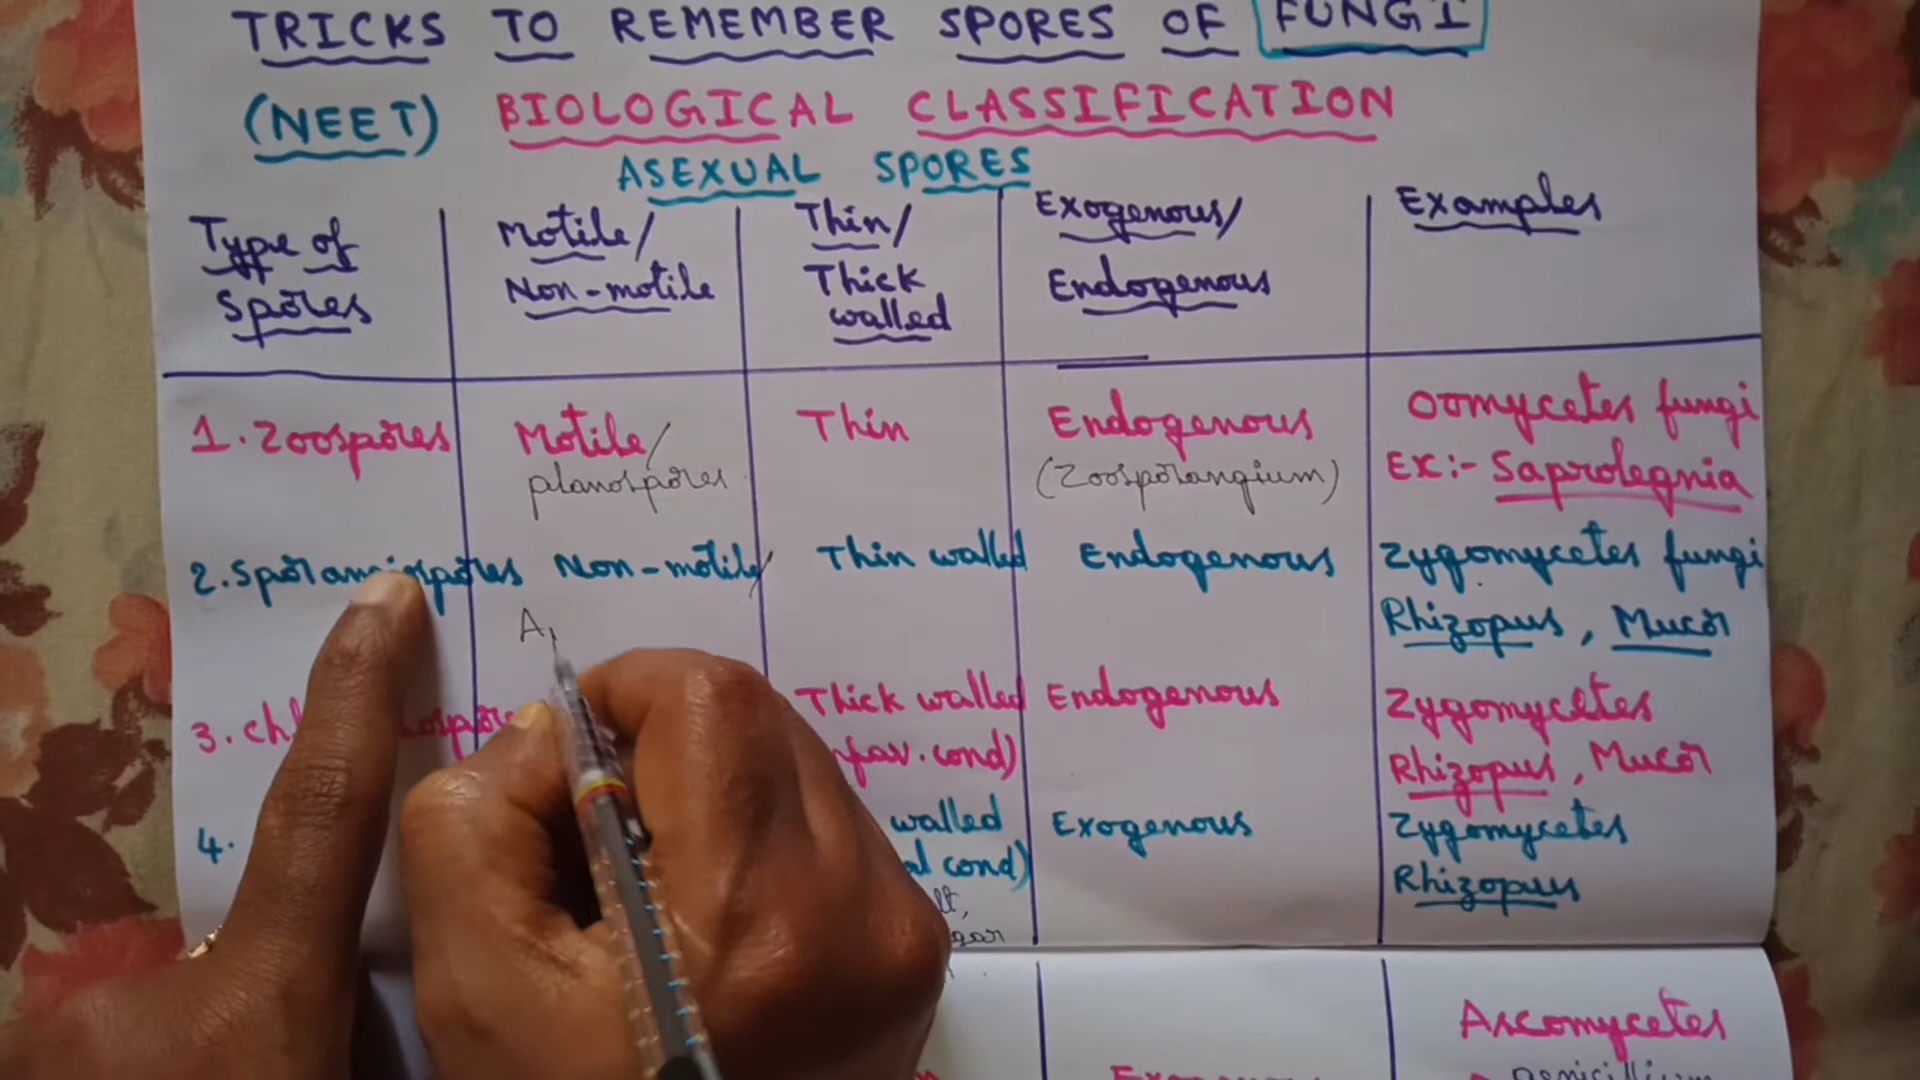 TRICKS TO REMEMBER SPORES OF FUNGI
(NEET) BIOLOGICAL CLASSIFICATION
ASEXUAL SPORES
Type of Spores
Motile/ Non-motile
Thin/ Thick walled
Exogenous/ Endogenous
Examples
1. Zoospores
Motile/ planospores
Thin
Endogenous (Zoosporangium)
Oomycetes fungi
Ex:- Saprolegnia
2.
Non-motile/
A
Thin walled
Endogenous
Zygomycetes fungi
Rhizopus, Mucor
3.
Thick walled
cond)
Endogenous
Zygomycetes
Rhizopus, Mucor
4.
walled
cond)
Exogenous
Zygomycetes
Rhizopus
Ascomycetes